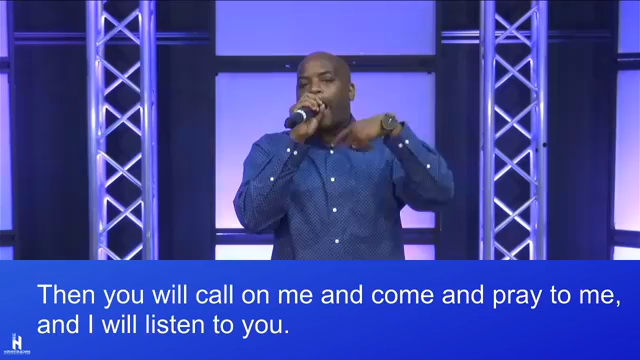 Then you will call on me and come and pray to me,
and I will listen to you.